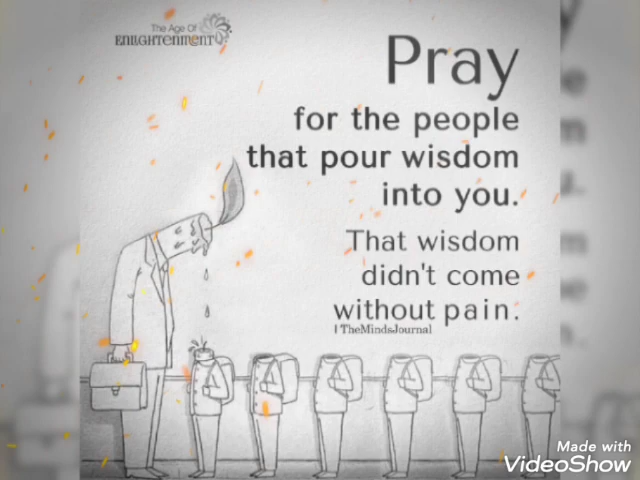 The Age Of
ENLIGHTENMENT
Pray
for the people
that pour wisdom
into you.
That wisdom
didn't come
without pain.
| TheMindsJournal
Made with
VideoShow